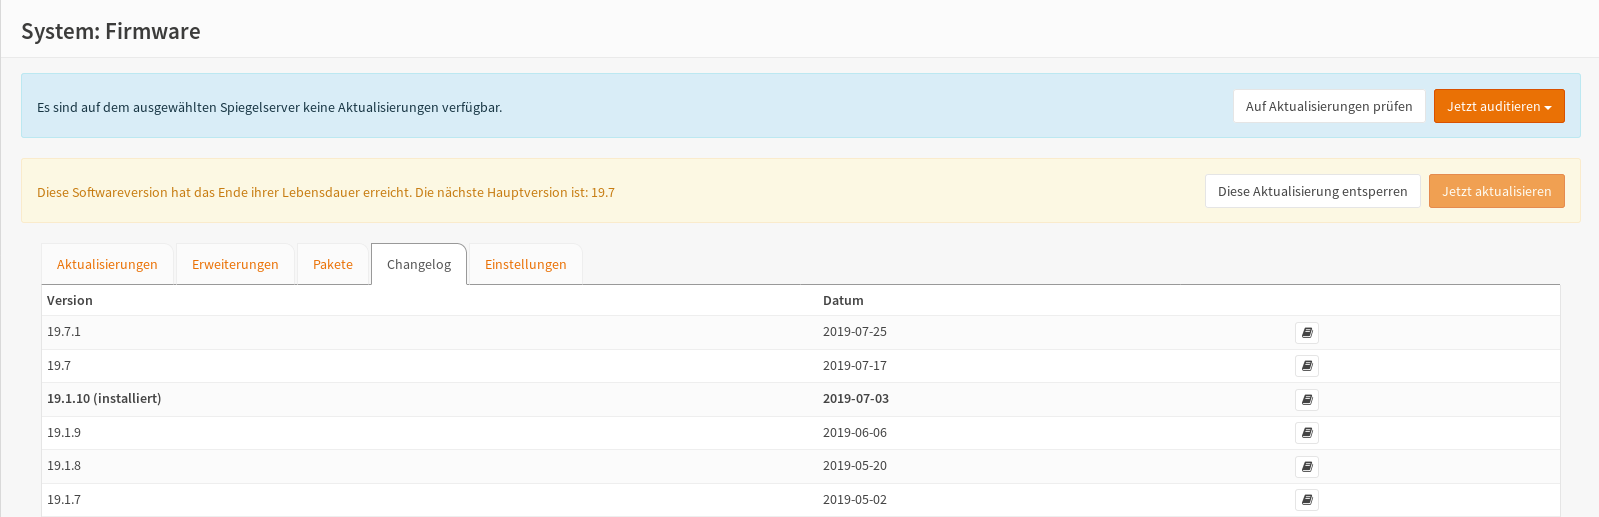 System: Firmware
Es sind auf dem ausgewählten Spiegelserver keine Aktualisierungen verfügbar. Auf Aktualisierungen prüfen Jetzt auditieren
Diese Softwareversion hat das Ende ihrer Lebensdauer erreicht. Die nächste Hauptversion ist: 19.7 Diese Aktualisierung entsperren Jetzt aktualisieren
Aktualisierungen Erweiterungen Pakete Changelog Einstellungen
Version Datum
19.7.1 2019-07-25
19.7 2019-07-17
19.1.10 (installiert) 2019-07-03
19.1.9 2019-06-06
19.1.8 2019-05-20
19.1.7 2019-05-02